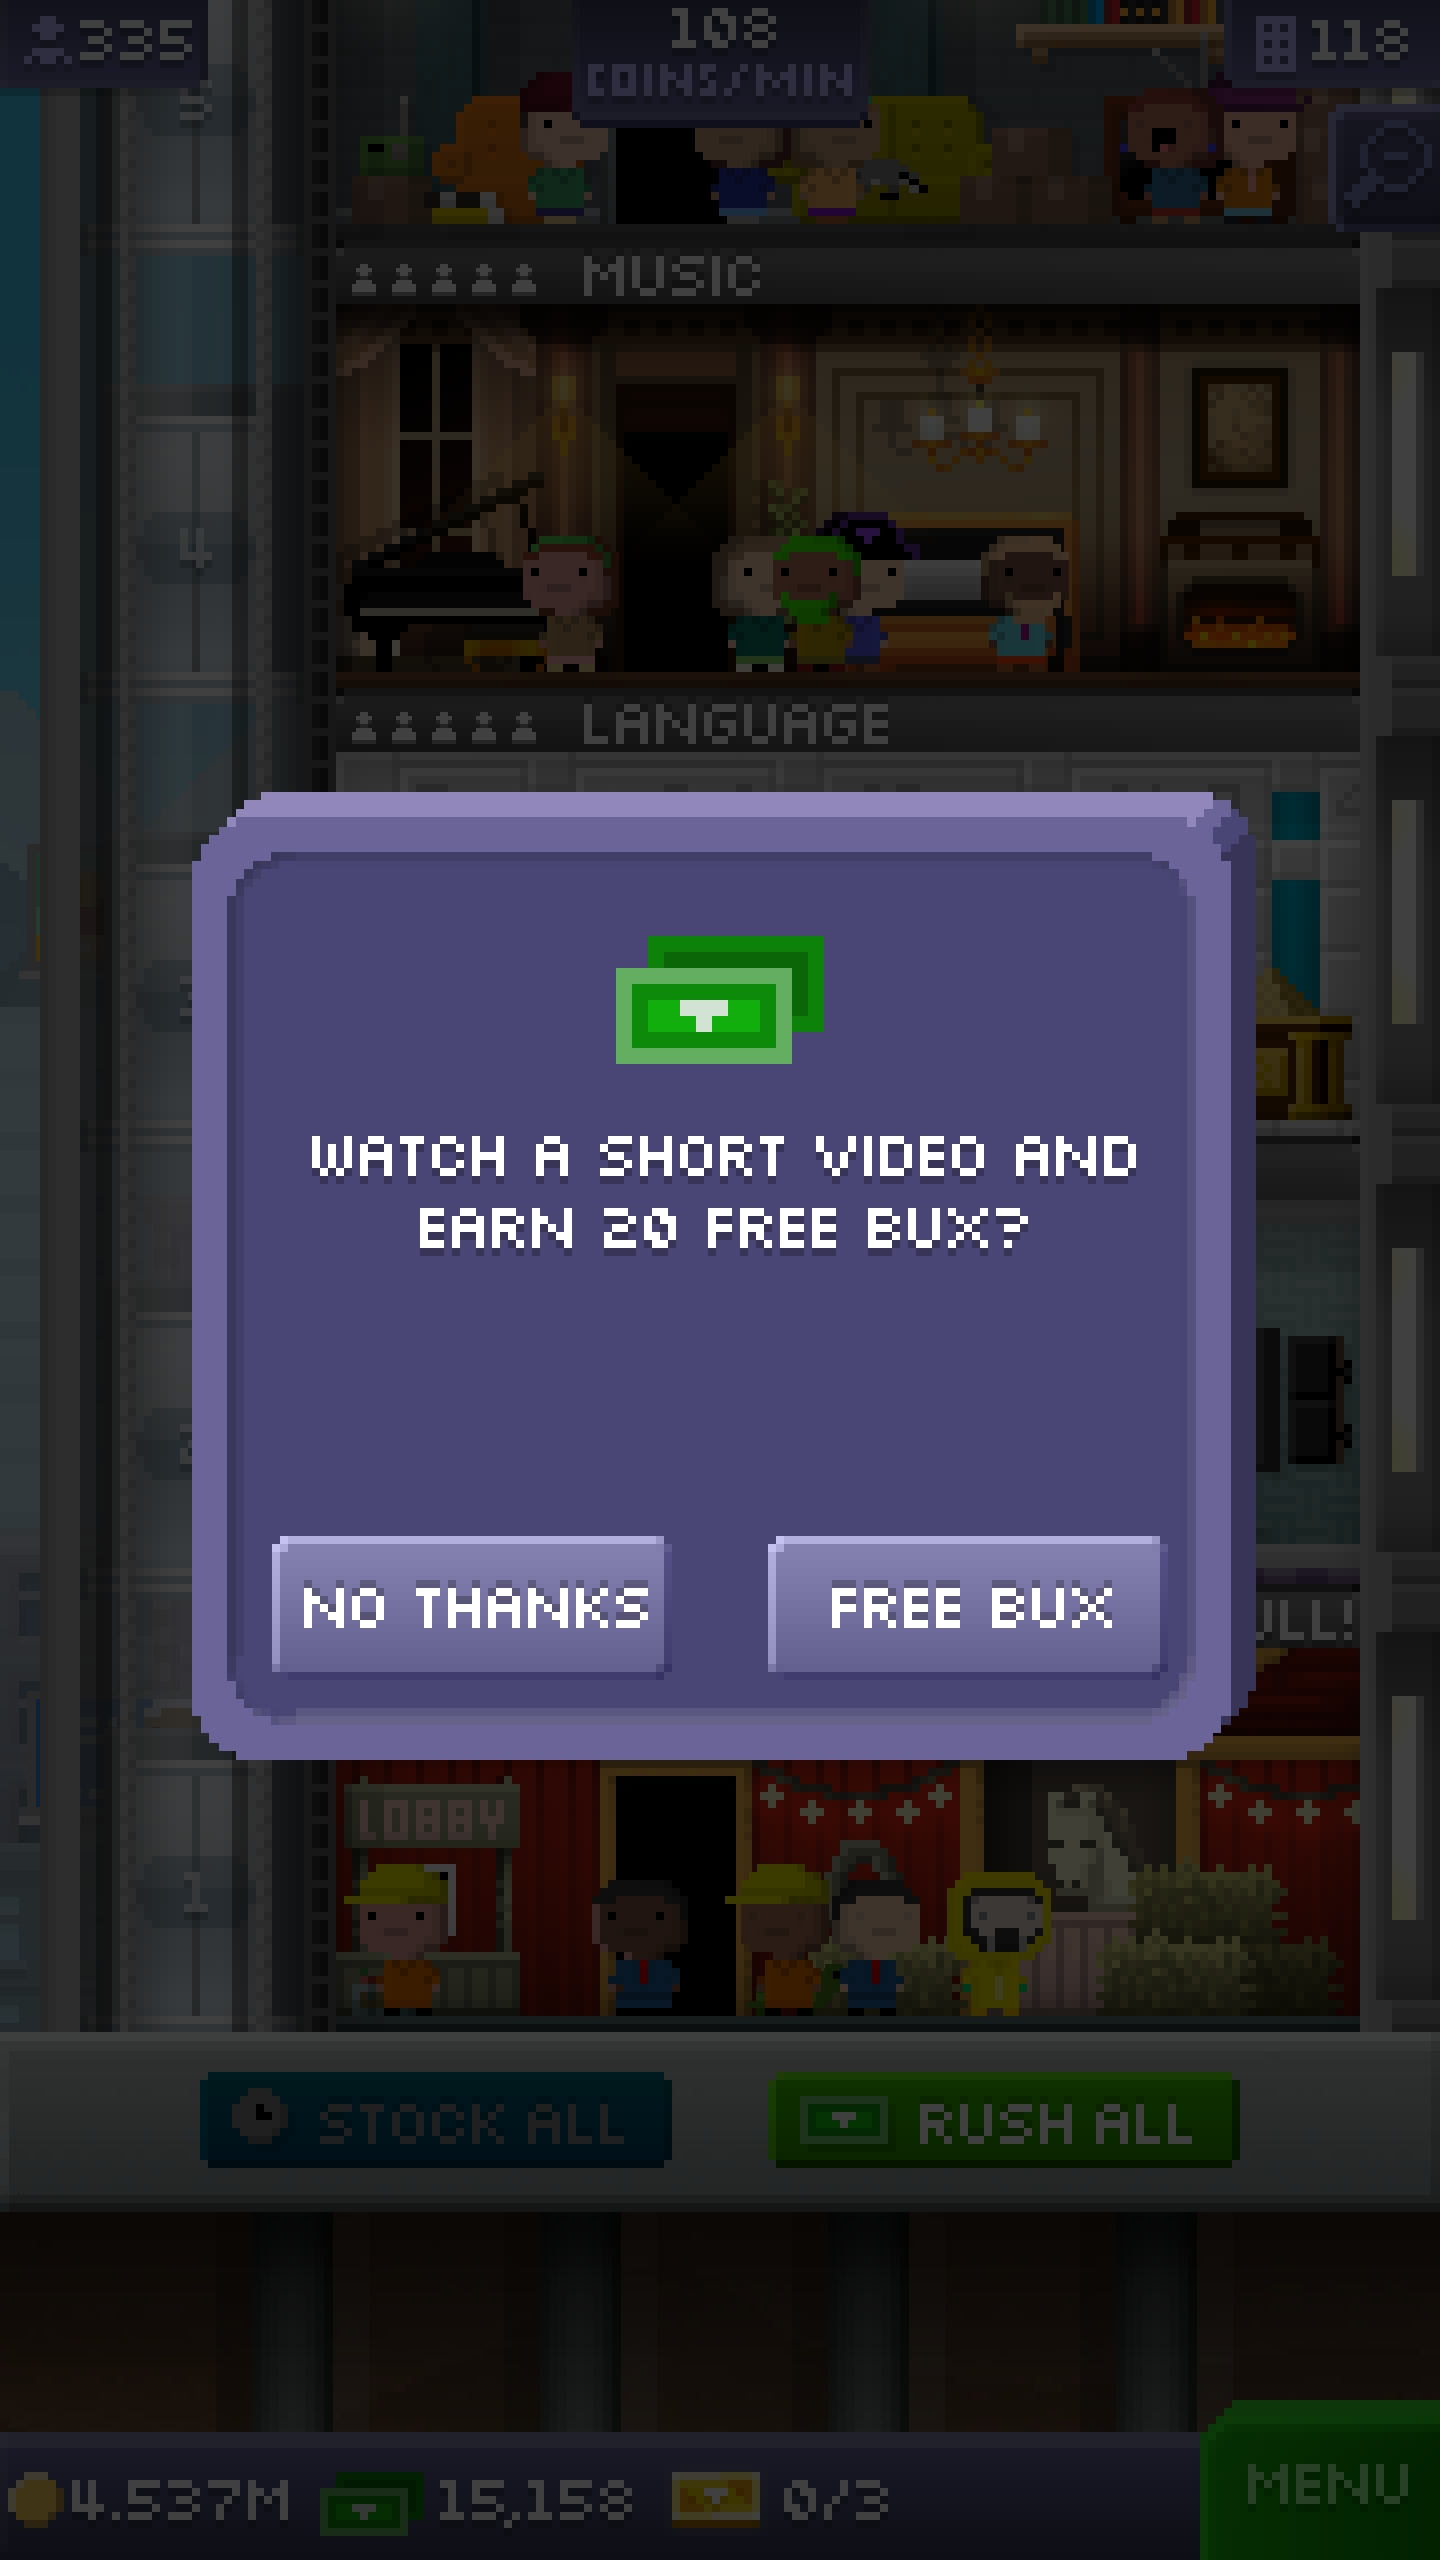 335
108
COINS/MIN
118
5
MUSIC
4
LANGUAGE
WATCH A SHORT VIDEO AND
EARN 20 FREE BUX?
NO THANKS
FREE BUX
LOBBY
1
STOCK ALL
RUSH ALL
4.537M
15,158
0/3
MENU